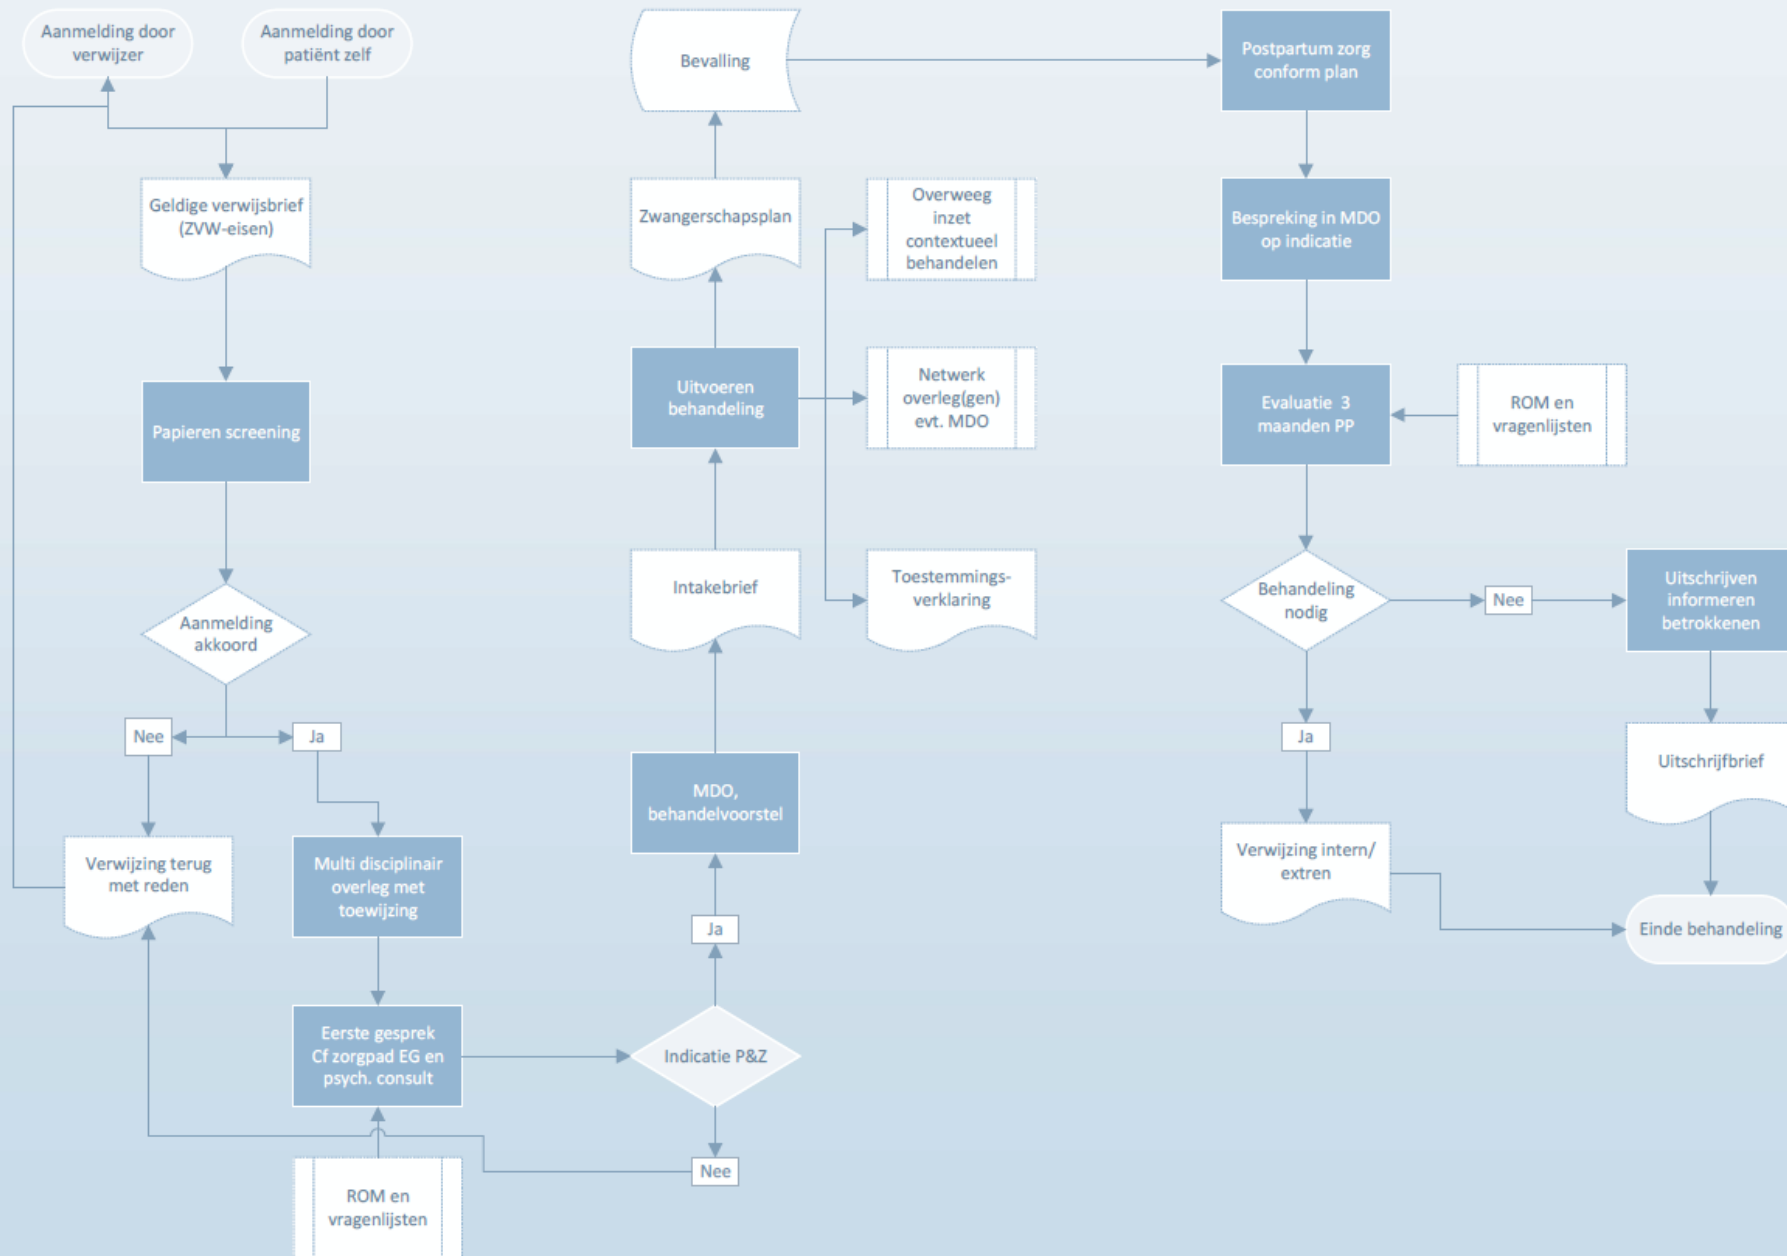 Aanmelding door
verwijzer
Aanmelding door
patiënt zelf
Geldige verwijsbrief
(ZVW-eisen)
Papieren screening
Aanmelding
akkoord
Nee
Ja
Verwijzing terug
met reden
Multi disciplinair
overleg met
toewijzing
Eerste gesprek
Cf zorgpad EG en
psych. consult
ROM en
vragenlijsten
Indicatie P&Z
Nee
Ja
MDO,
behandelvoorstel
Intakebrief
Uitvoeren
behandeling
Overweeg
inzet
contextueel
behandelen
Netwerk
overleg(gen)
evt. MDO
Toestemmings-
verklaring
Zwangerschapsplan
Bevalling
Postpartum zorg
conform plan
Bespreking in MDO
op indicatie
Evaluatie 3
maanden PP
ROM en
vragenlijsten
Behandeling
nodig
Nee
Uitschrijven
informeren
betrokkenen
Uitschrijfbrief
Ja
Verwijzing intern/
extren
Einde behandeling